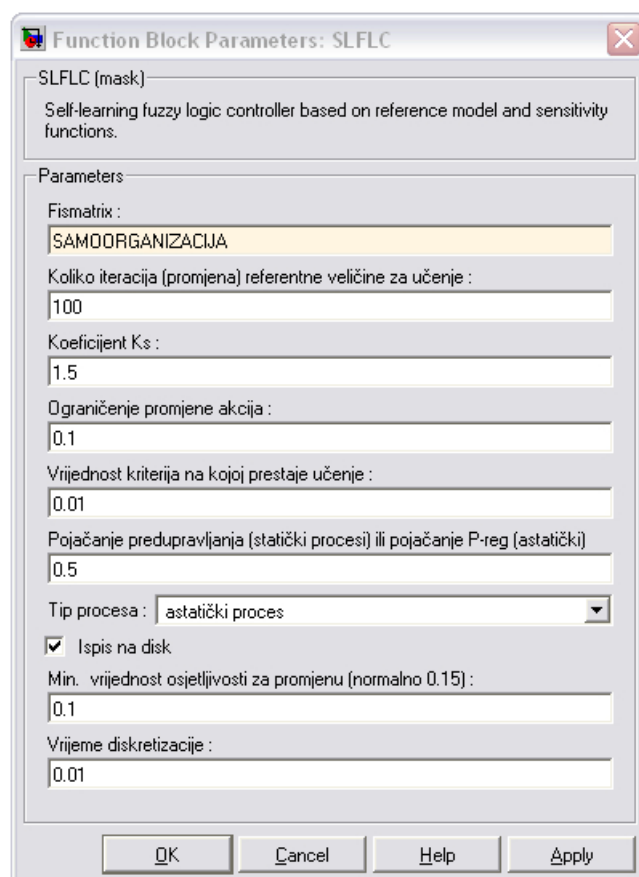 Function Block Parameters: SLFLC
SLFLC (mask)
Self-learning fuzzy logic controller based on reference model and sensitivity
functions.
Parameters
Fismatrix :
SAMOORGANIZACIJA
Koliko iteracija (promjena) referentne veličine za učenje :
100
Koeficijent Ks :
1.5
Ograničenje promjene akcija :
0.1
Vrijednost kriterija na kojoj prestaje učenje :
0.01
Pojačanje predupravljanja (statički procesi) ili pojačanje P-reg (astatički)
0.5
Tip procesa : astatički proces
Ispis na disk
Min. vrijednost osjetljivosti za promjenu (normalno 0.15) :
0.1
Vrijeme diskretizacije :
0.01
OK Cancel Help Apply